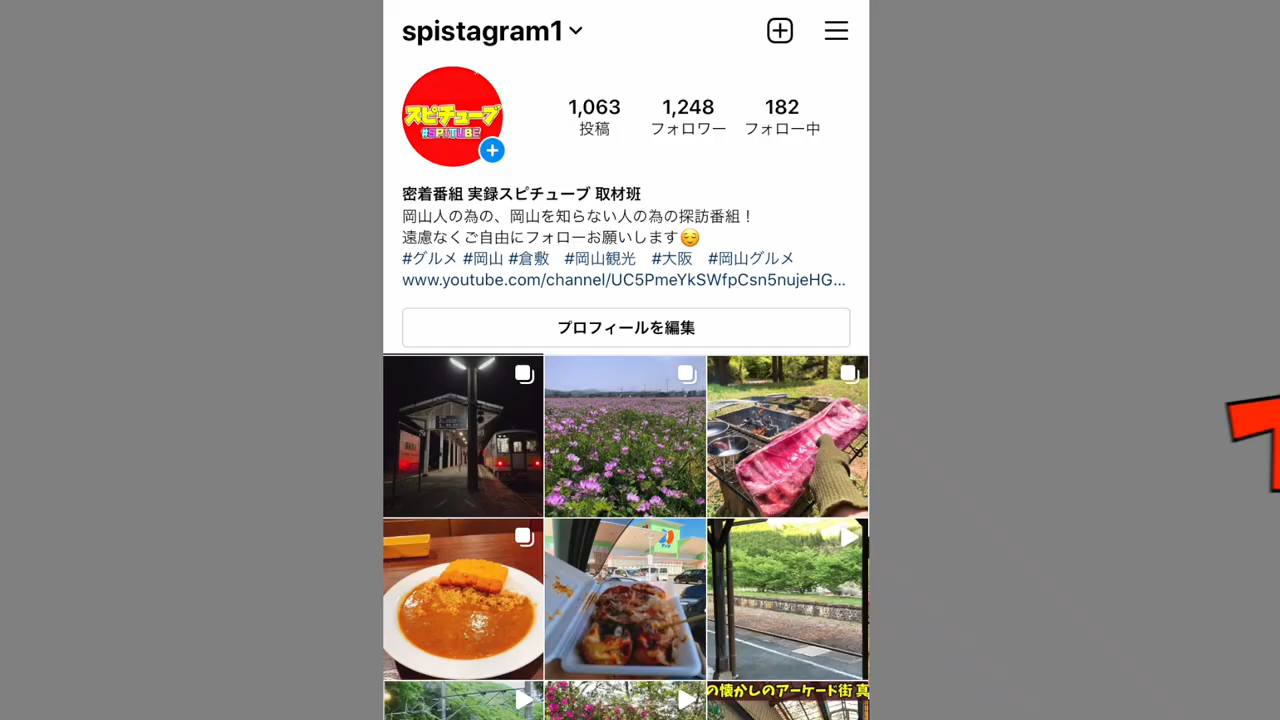 spistagram1
スピチューブ
#SPITUBE
1,063
投稿
1,248
フォロワー
182
フォロー中
密着番組 実録スピチューブ 取材班
岡山人の為の、岡山を知らない人の為の探訪番組！
遠慮なくご自由にフォローお願いします😌
#グルメ #岡山 #倉敷　#岡山観光　#大阪　#岡山グルメ
www.youtube.com/channel/UC5PmeYkSWfpCsn5nujeHG...
プロフィールを編集
の懐かしのアーケード街 真